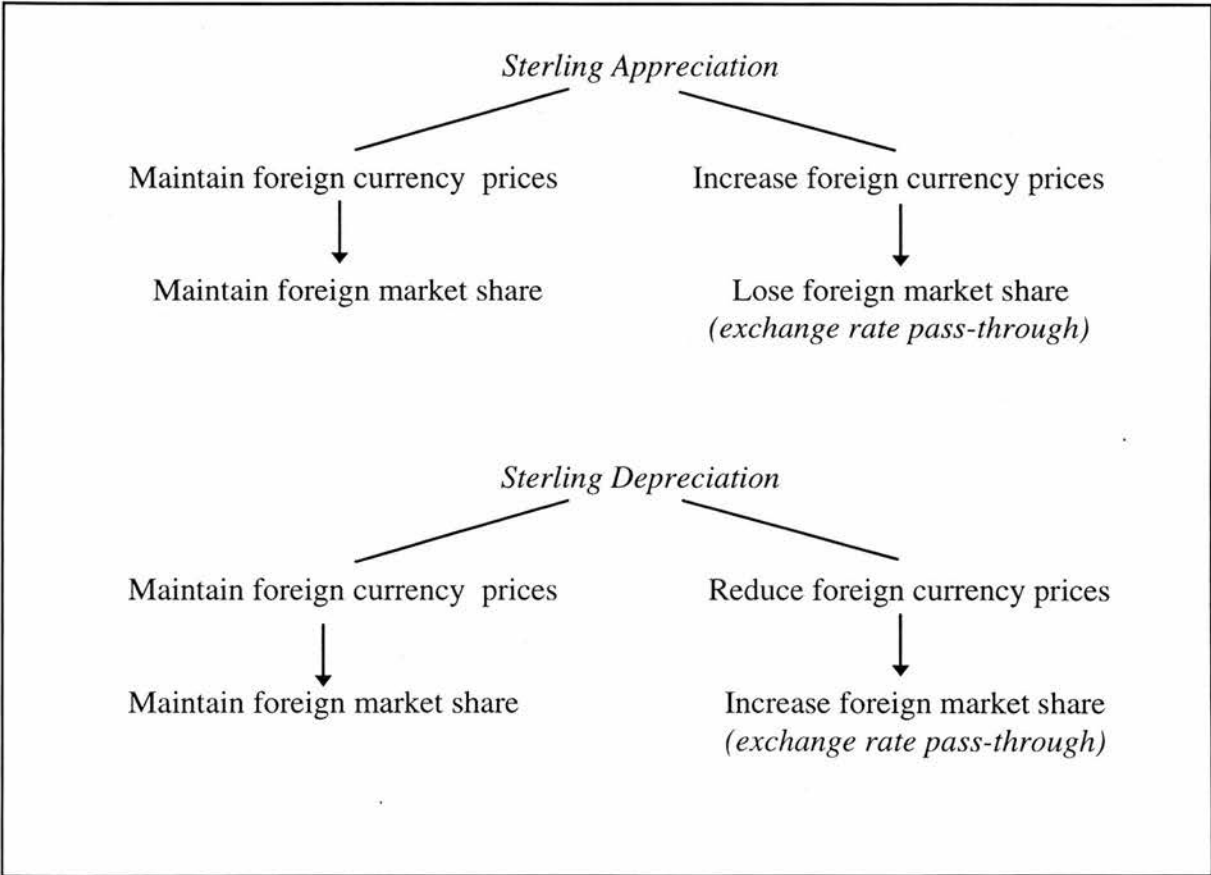 Sterling Appreciation
Maintain foreign currency prices
Increase foreign currency prices
Maintain foreign market share
Lose foreign market share
(exchange rate pass-through)
Sterling Depreciation
Maintain foreign currency prices
Reduce foreign currency prices
Maintain foreign market share
Increase foreign market share
(exchange rate pass-through)